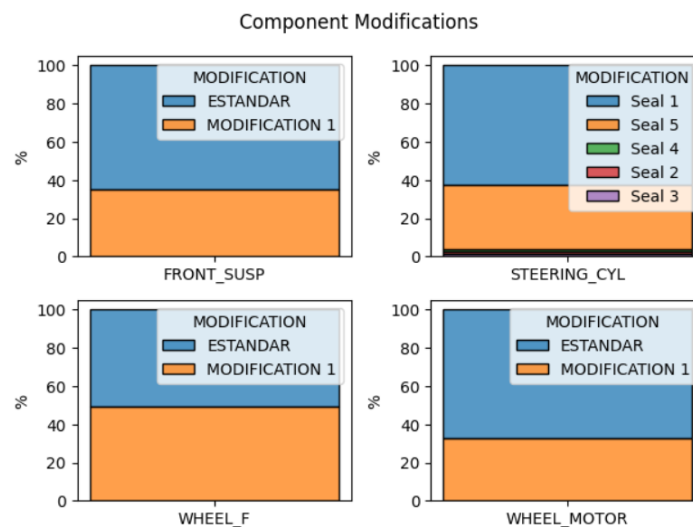 Component Modifications
100
80
60
40
20
0
%
MODIFICATION
ESTANDAR
MODIFICATION 1
FRONT_SUSP
100
80
60
40
20
0
%
MODIFICATION
Seal 1
Seal 5
Seal 4
Seal 2
Seal 3
STEERING_CYL
100
80
60
40
20
0
%
MODIFICATION
ESTANDAR
MODIFICATION 1
WHEEL_F
100
80
60
40
20
0
%
MODIFICATION
ESTANDAR
MODIFICATION 1
WHEEL_MOTOR